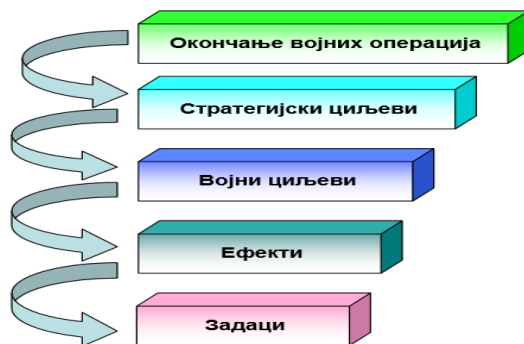 Окончање војних операција
Стратегијски циљеви
Војни циљеви
Ефекти
Задаци